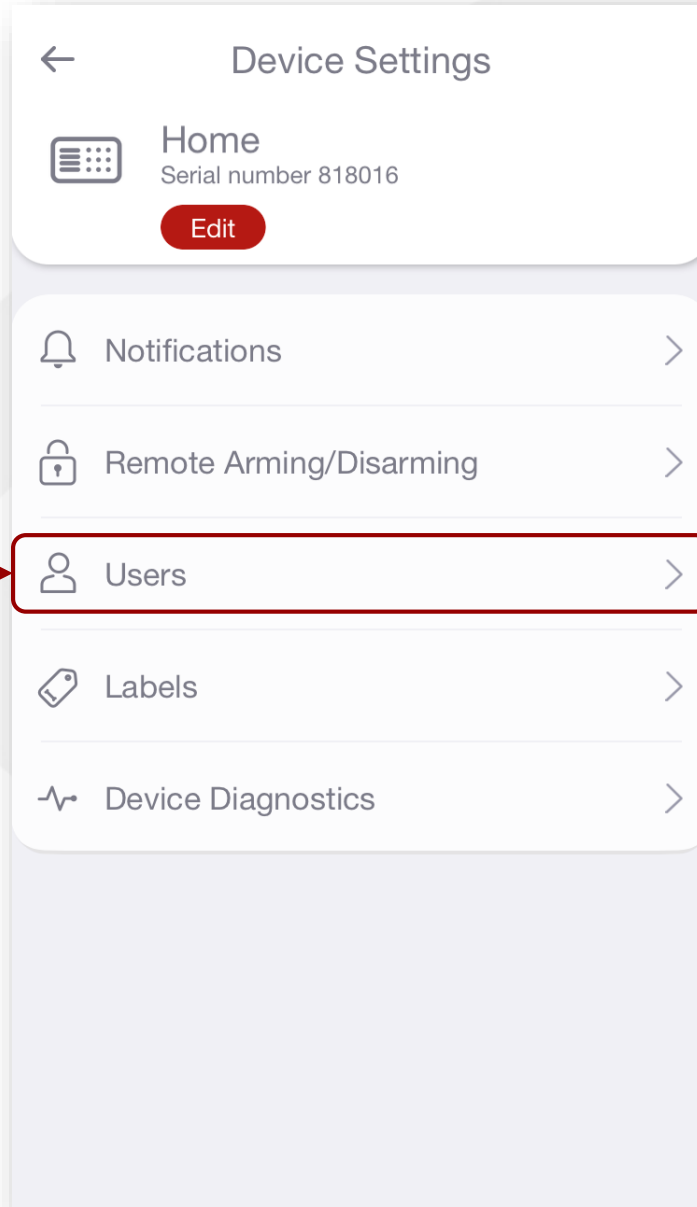 Device Settings
Home
Serial number 818016
Edit
Notifications
Remote Arming/Disarming
Users
Labels
Device Diagnostics